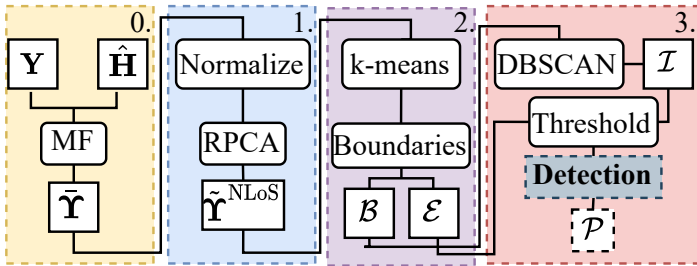 0.
Y
Ĥ
MF
Ῡ
1.
Normalize
RPCA
Υ̃^NLoS
2.
k-means
Boundaries
ℬ
ℰ
3.
DBSCAN
ℐ
Threshold
Detection
𝒫